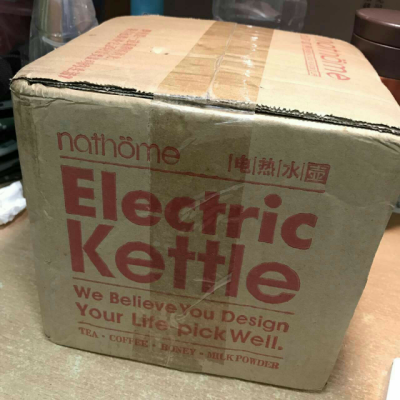 nathöme
电热水壶
Electric
Kettle
We Believe You Design
Your Life, pick Well.
TEA · COFFEE · HONEY · MILK POWDER